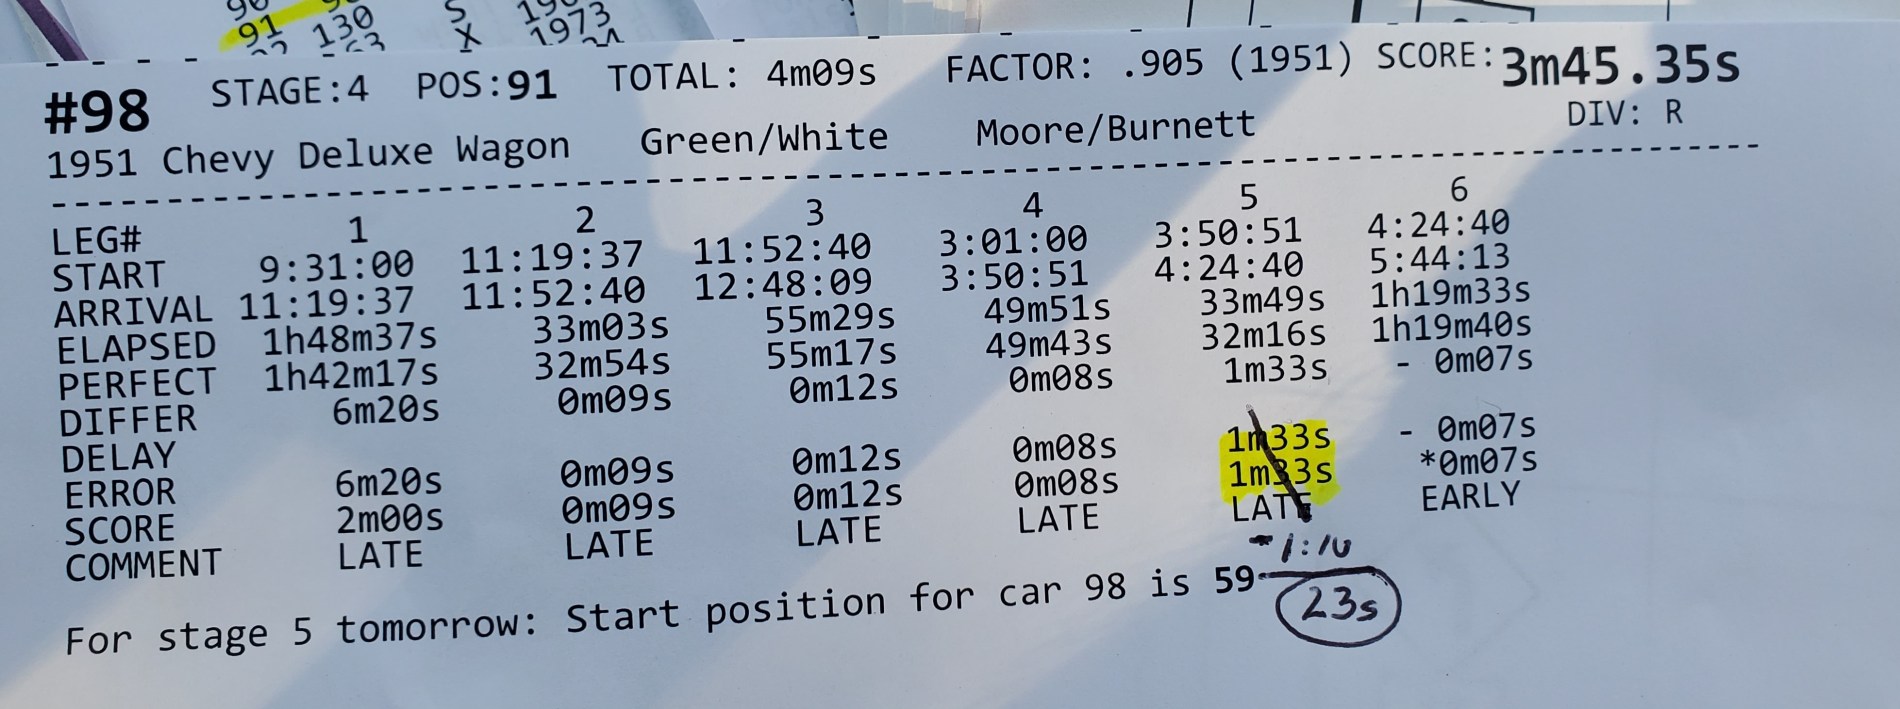 91 130 X 1973
#98 STAGE:4 POS:91 TOTAL: 4m09s FACTOR: .905 (1951) SCORE:3m45.35s
1951 Chevy Deluxe Wagon Green/White Moore/Burnett DIV: R
LEG# 1 2 3 4 5 6
START 9:31:00 11:19:37 11:52:40 3:01:00 3:50:51 4:24:40
ARRIVAL 11:19:37 11:52:40 12:48:09 3:50:51 4:24:40 5:44:13
ELAPSED 1h48m37s 33m03s 55m29s 49m51s 33m49s 1h19m33s
PERFECT 1h42m17s 32m54s 55m17s 49m43s 32m16s 1h19m40s
DIFFER 6m20s 0m09s 0m12s 0m08s 1m33s - 0m07s
DELAY
ERROR 6m20s 0m09s 0m12s 0m08s 1m33s - 0m07s
SCORE 2m00s 0m09s 0m12s 0m08s 1m33s *0m07s
COMMENT LATE LATE LATE LATE LATE EARLY
-1:10
For stage 5 tomorrow: Start position for car 98 is 59
23s